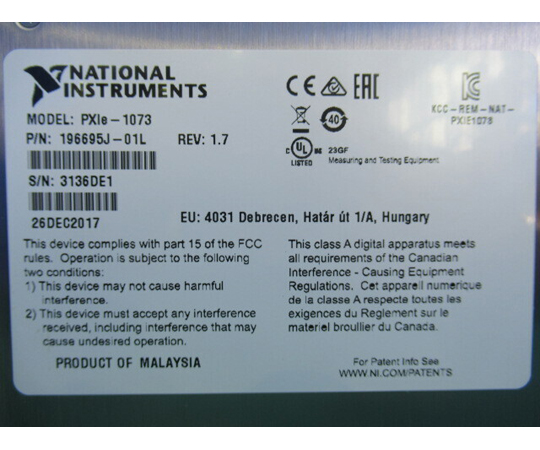 NATIONAL
INSTRUMENTS
MODEL: PXIe-1073
P/N: 196695J-01L REV: 1.7
S/N: 3136DE1
26DEC2017
CE EAC
40
C UL US LISTED 23GF
Measuring and Testing Equipment
KCC-REM-NAT-
PXIE1078
EU: 4031 Debrecen, Határ út 1/A, Hungary
This device complies with part 15 of the FCC
rules. Operation is subject to the following
two conditions:
1) This device may not cause harmful
interference.
2) This device must accept any interference
received, including interference that may
cause undesired operation.
PRODUCT OF MALAYSIA
This class A digital apparatus meets
all requirements of the Canadian
Interference - Causing Equipment
Regulations. Cet appareil numerique
de la classe A respecte toutes les
exigences du Reglement sur le
materiel broullier du Canada.
For Patent Info See
WWW.NI.COM/PATENTS